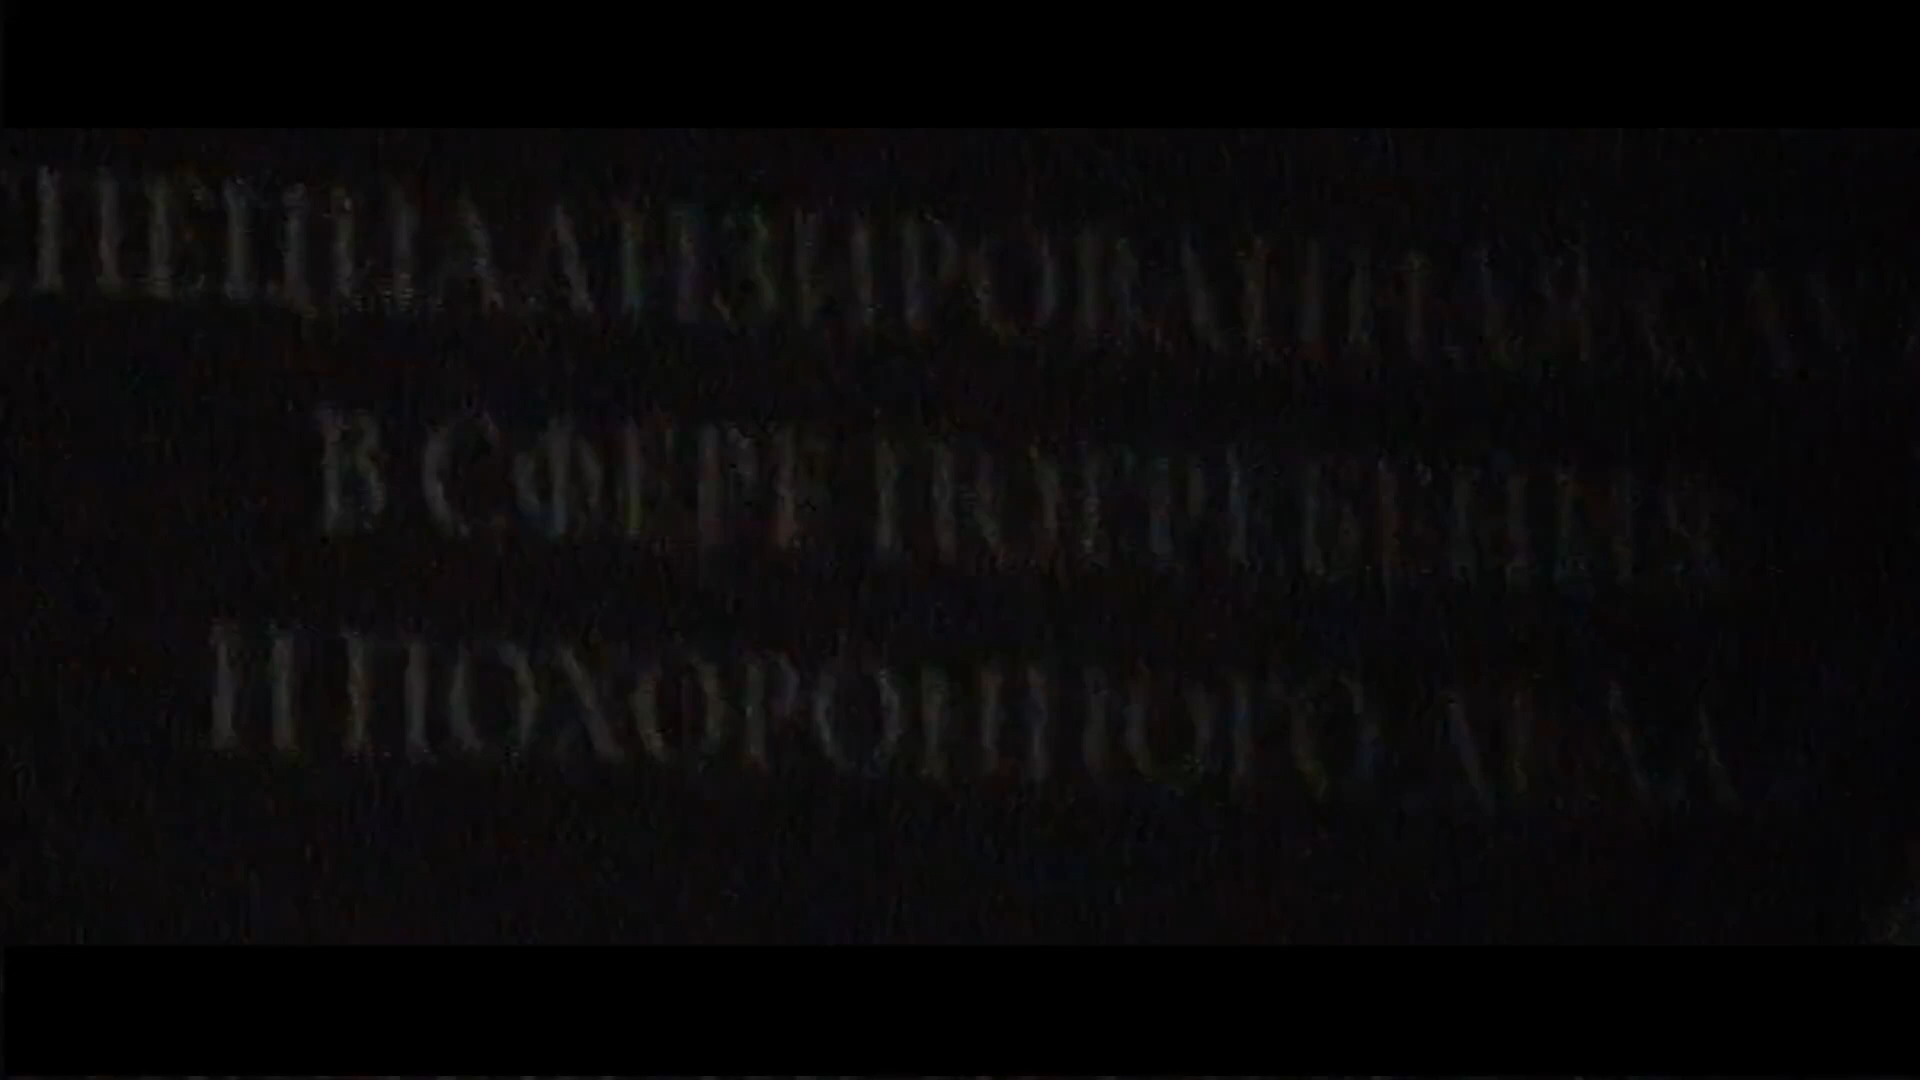 СПЕЦИАЛИЗИРОВАННАЯ
В СФЕРЕ ПОГРЕБЕНИЯ
И ПОХОРОННОГО ДЕЛА